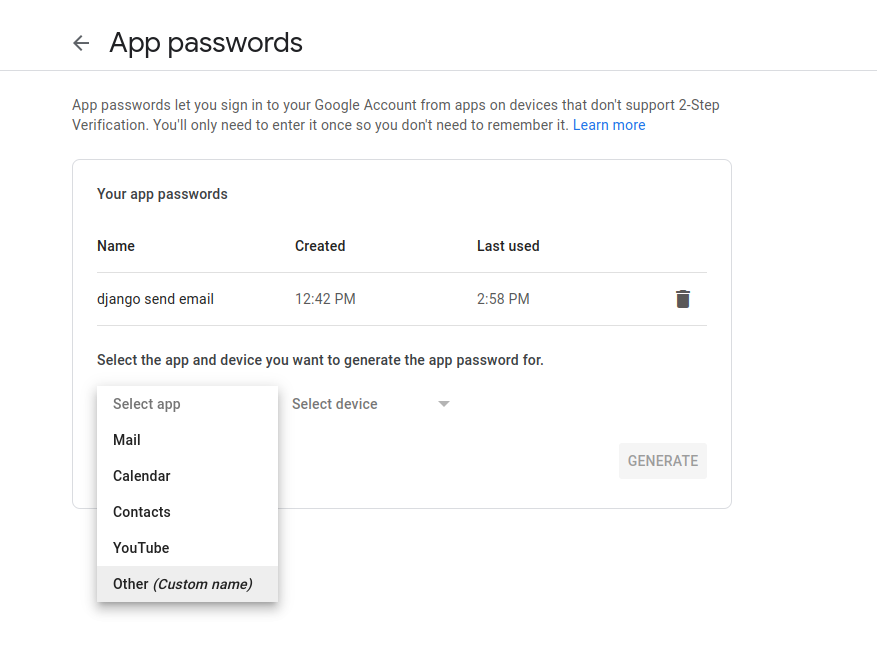 App passwords
App passwords let you sign in to your Google Account from apps on devices that don't support 2-Step
Verification. You'll only need to enter it once so you don't need to remember it. Learn more
Your app passwords
Name Created Last used
django send email 12:42 PM 2:58 PM
Select the app and device you want to generate the app password for.
Select app Select device
Mail
Calendar
GENERATE
Contacts
YouTube
Other (Custom name)